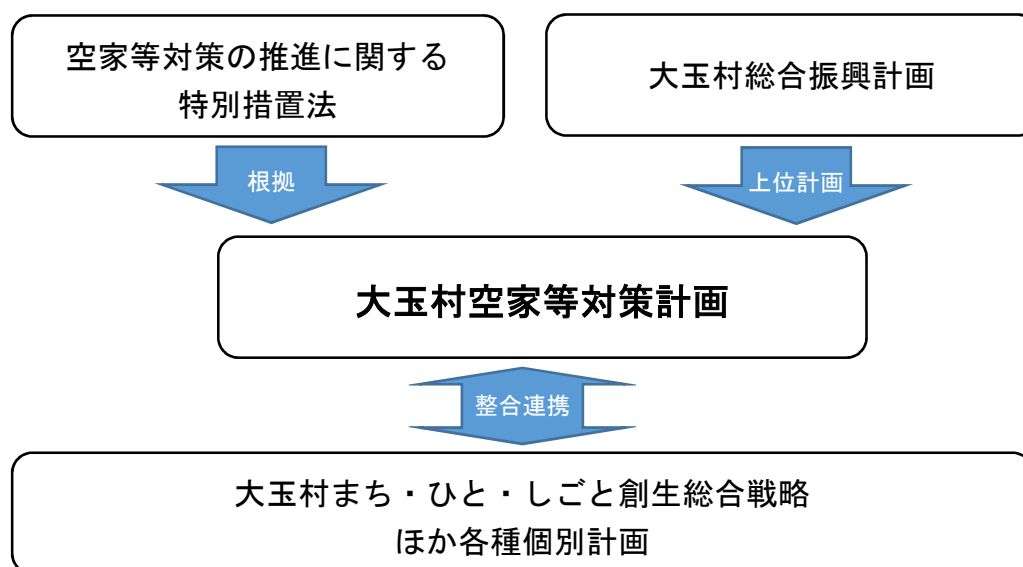 空家等対策の推進に関する
特別措置法
大玉村総合振興計画
根拠
上位計画
大玉村空家等対策計画
整合連携
大玉村まち・ひと・しごと創生総合戦略
ほか各種個別計画